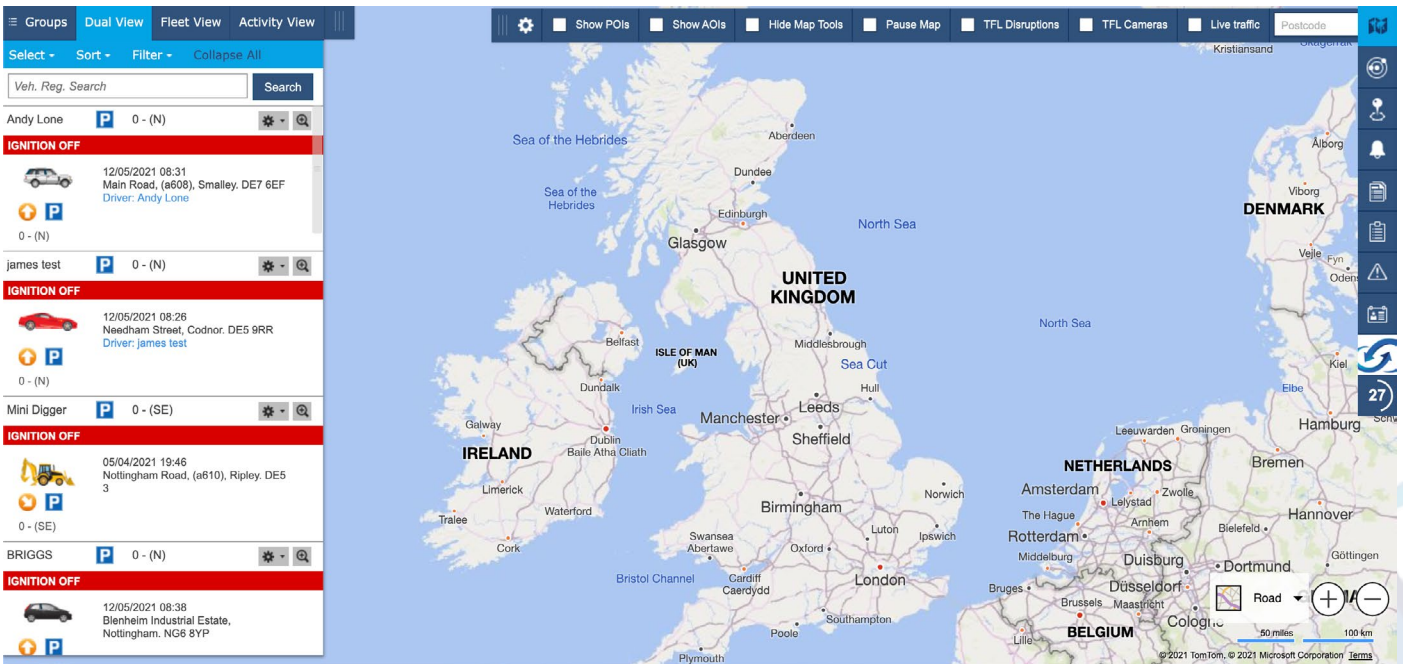 Groups Dual View Fleet View Activity View
Select Sort Filter Collapse All
Veh. Reg. Search Search
Andy Lone P 0 - (N)
IGNITION OFF
12/05/2021 08:31
Main Road, (a608), Smalley. DE7 6EF
Driver: Andy Lone
P
0 - (N)
james test P 0 - (N)
IGNITION OFF
12/05/2021 08:26
Needham Street, Codnor. DE5 9RR
Driver: james test
P
0 - (N)
Mini Digger P 0 - (SE)
IGNITION OFF
05/04/2021 19:46
Nottingham Road, (a610), Ripley. DE5
3
P
0 - (SE)
BRIGGS P 0 - (N)
IGNITION OFF
12/05/2021 08:38
Blenheim Industrial Estate,
Nottingham. NG6 8YP
P
Show POIs Show AOIs Hide Map Tools Pause Map TFL Disruptions TFL Cameras Live traffic Postcode
Kristiansand
Skagerrak
Aberdeen
Sea of the Hebrides
Ålborg
Dundee
Sea of the
Hebrides
Viborg
DENMARK
Edinburgh
North Sea
Glasgow
Vejle
Fyn
Oden
UNITED
KINGDOM
North Sea
Belfast
Middlesbrough
ISLE OF MAN
(UK)
Sea Cut
Kiel
Dundalk
Hull
Elbe
27
Irish Sea
Manchester
Leeds
Galway
Hamburg
Schw
Leeuwarden
Groningen
Dublin
Baile Atha Cliath
Sheffield
IRELAND
NETHERLANDS
Bremen
Limerick
Amsterdam
Lelystad
Zwolle
Norwich
Birmingham
Waterford
The Hague
Arnhem
Hannover
Tralee
Luton
Ipswich
Rotterdam
Bielefeld
Swansea
Abertawe
Oxford
Cork
Middelburg
Duisburg
Göttingen
Dortmund
Bristol Channel
Cardiff
Caerdydd
London
Bruges
Düsseldorf
Road
Brussels
Maastricht
Southampton
Cologne
BELGIUM
Poole
Lille
50 miles 100 km
Plymouth
© 2021 TomTom, © 2021 Microsoft Corporation Terms